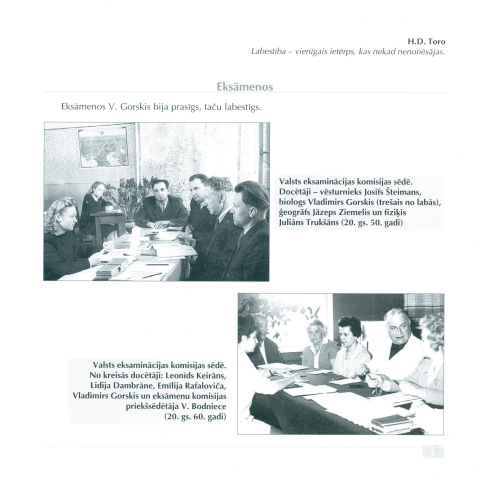 H.D. Toro
Labestība – vienīgais ietērps, kas nekad nenonēsājas.
Eksāmenos
Eksāmenos V. Gorskis bija prasīgs, taču labestīgs.
Valsts eksaminācijas komisijas sēdē.
Docētāji – vēsturnieks Josifs Šteimans,
biologs Vladimirs Gorskis (trešais no labās),
ģeogrāfs Jāzeps Ziemelis un fiziķis
Juliāns Trukšāns (20. gs. 50. gadi)
Valsts eksaminācijas komisijas sēdē.
No kreisās docētāji: Leonīds Keirāns,
Lidija Dambrāne, Emīlija Rafaloviča,
Vladimirs Gorskis un eksāmenu komisijas
priekšsēdētāja V. Bodniece
(20. gs. 60. gadi)
37